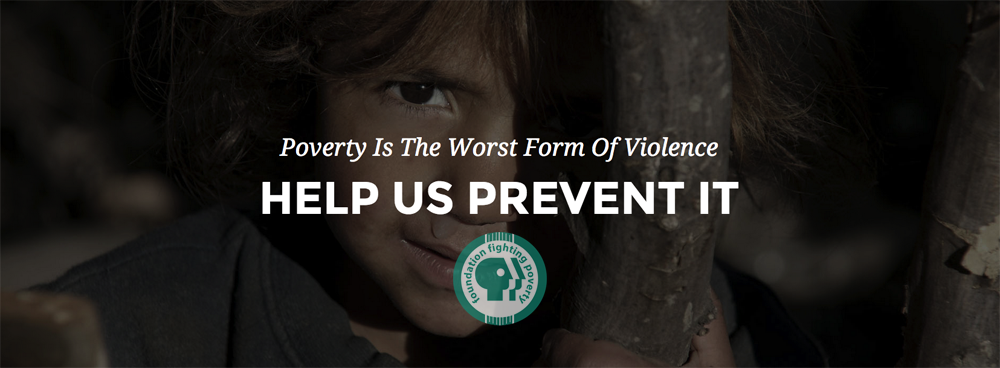 Poverty Is The Worst Form Of Violence
HELP US PREVENT IT
foundation fighting poverty